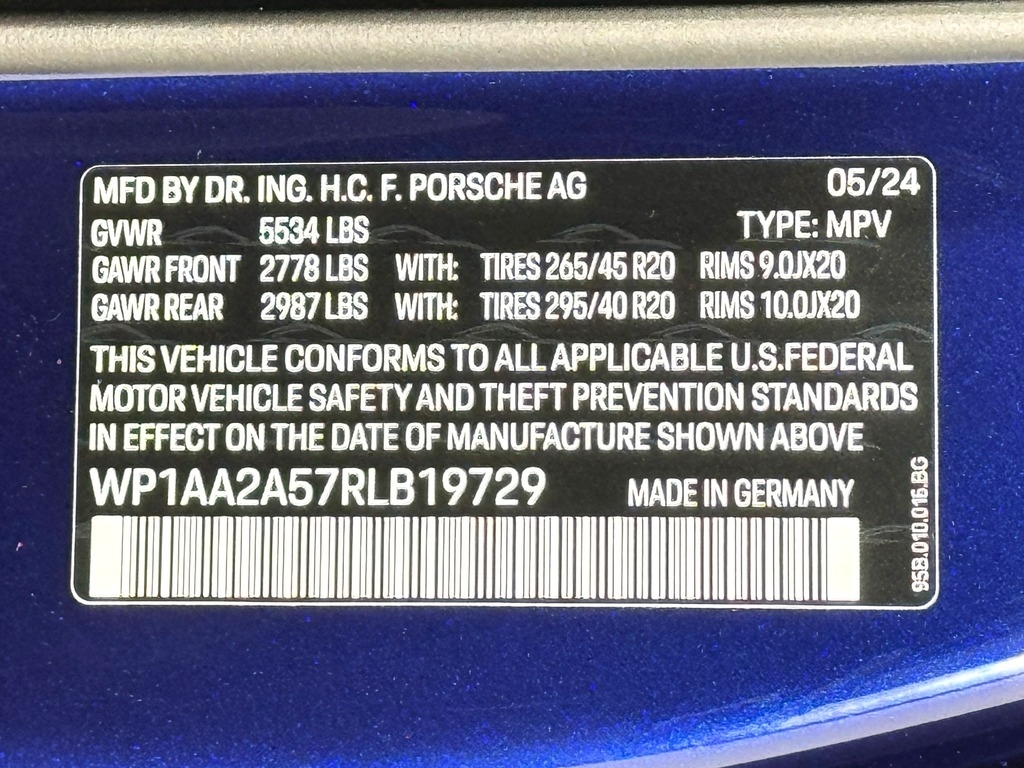 MFD BY DR. ING. H.C. F. PORSCHE AG 05/24
GVWR 5534 LBS TYPE: MPV
GAWR FRONT 2778 LBS WITH: TIRES 265/45 R20 RIMS 9.0JX20
GAWR REAR 2987 LBS WITH: TIRES 295/40 R20 RIMS 10.0JX20
THIS VEHICLE CONFORMS TO ALL APPLICABLE U.S.FEDERAL
MOTOR VEHICLE SAFETY AND THEFT PREVENTION STANDARDS
IN EFFECT ON THE DATE OF MANUFACTURE SHOWN ABOVE
WP1AA2A57RLB19729 MADE IN GERMANY
95B.010.015.BG